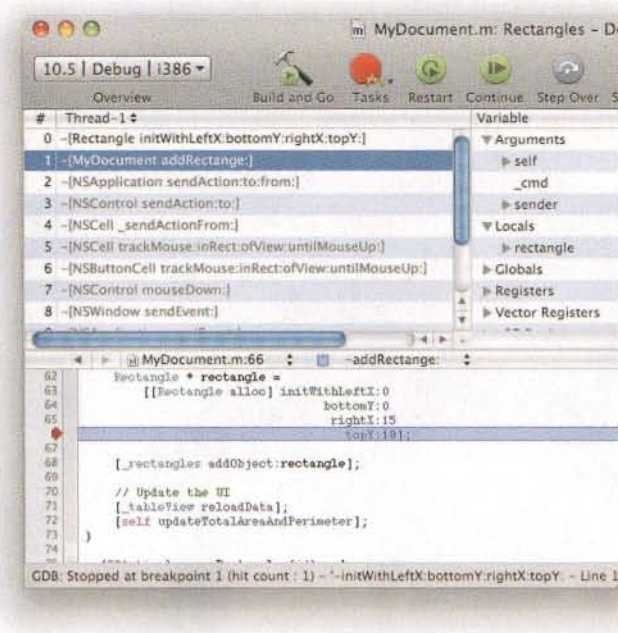 MyDocument.m: Rectangles – De
10.5 | Debug | i386
Overview Build and Go Tasks Restart Continue Step Over S
# Thread-1 Variable
0 -[Rectangle initWithLeftX:bottomY:rightX:topY:] Arguments
1 -[MyDocument addRectange:] self
2 -[NSApplication sendAction:to:from:] _cmd
3 -[NSControl sendAction:to:] sender
4 -[NSCell _sendActionFrom:] Locals
5 -[NSCell trackMouse:inRect:ofView:untilMouseUp:] rectangle
6 -[NSButtonCell trackMouse:inRect:ofView:untilMouseUp:] Globals
7 -[NSControl mouseDown:] Registers
8 -[NSWindow sendEvent:] Vector Registers
MyDocument.m:66 -addRectange:
62 Rectangle * rectangle =
63 [[Rectangle alloc] initWithLeftX:0
64 bottomY:0
65 rightX:15
topY:10];
67
68 [_rectangles addObject:rectangle];
69
70 // Update the UI
71 [_tableView reloadData];
72 [self updateTotalAreaAndPerimeter];
73 }
74
GDB: Stopped at breakpoint 1 (hit count : 1) – '-initWithLeftX:bottomY:rightX:topY: – Line 1